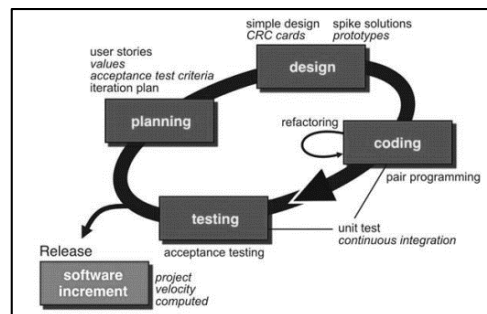 simple design
CRC cards
spike solutions
prototypes
design
user stories
values
acceptance test criteria
iteration plan
planning
refactoring
coding
pair programming
testing
acceptance testing
unit test
continuous integration
Release
software
increment
project
velocity
computed